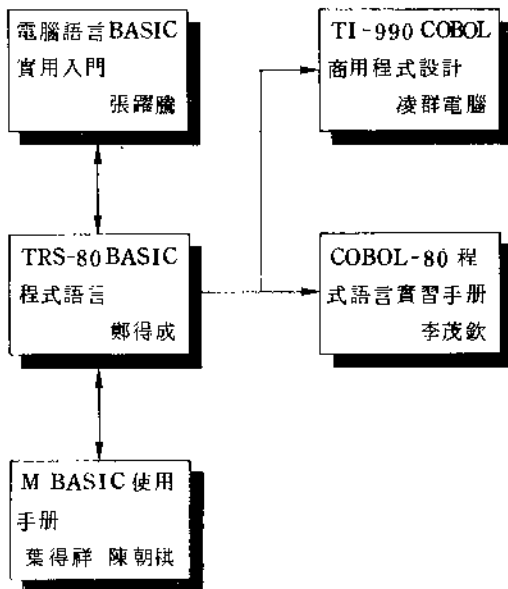 電腦語言BASIC
實用入門
張躍騰
TI-990 COBOL
商用程式設計
凌群電腦
TRS-80 BASIC
程式語言
鄭得成
COBOL-80 程
式語言實習手册
李茂欽
M BASIC 使用
手册
葉得祥 陳朝棋